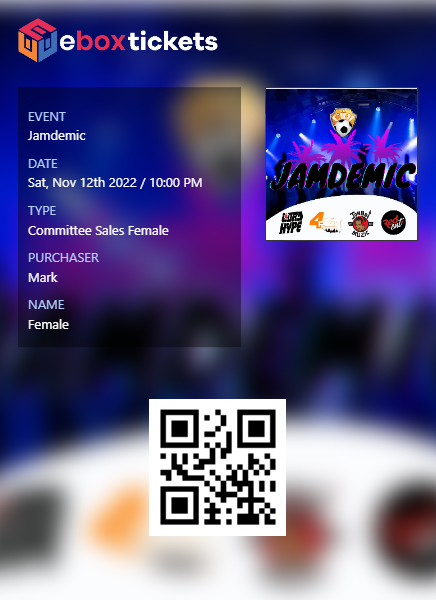 eboxtickets
EVENT
Jamdemic
DATE
Sat, Nov 12th 2022 / 10:00 PM
TYPE
Committee Sales Female
PURCHASER
Mark
NAME
Female
JAMDEMIC
HYPE
4